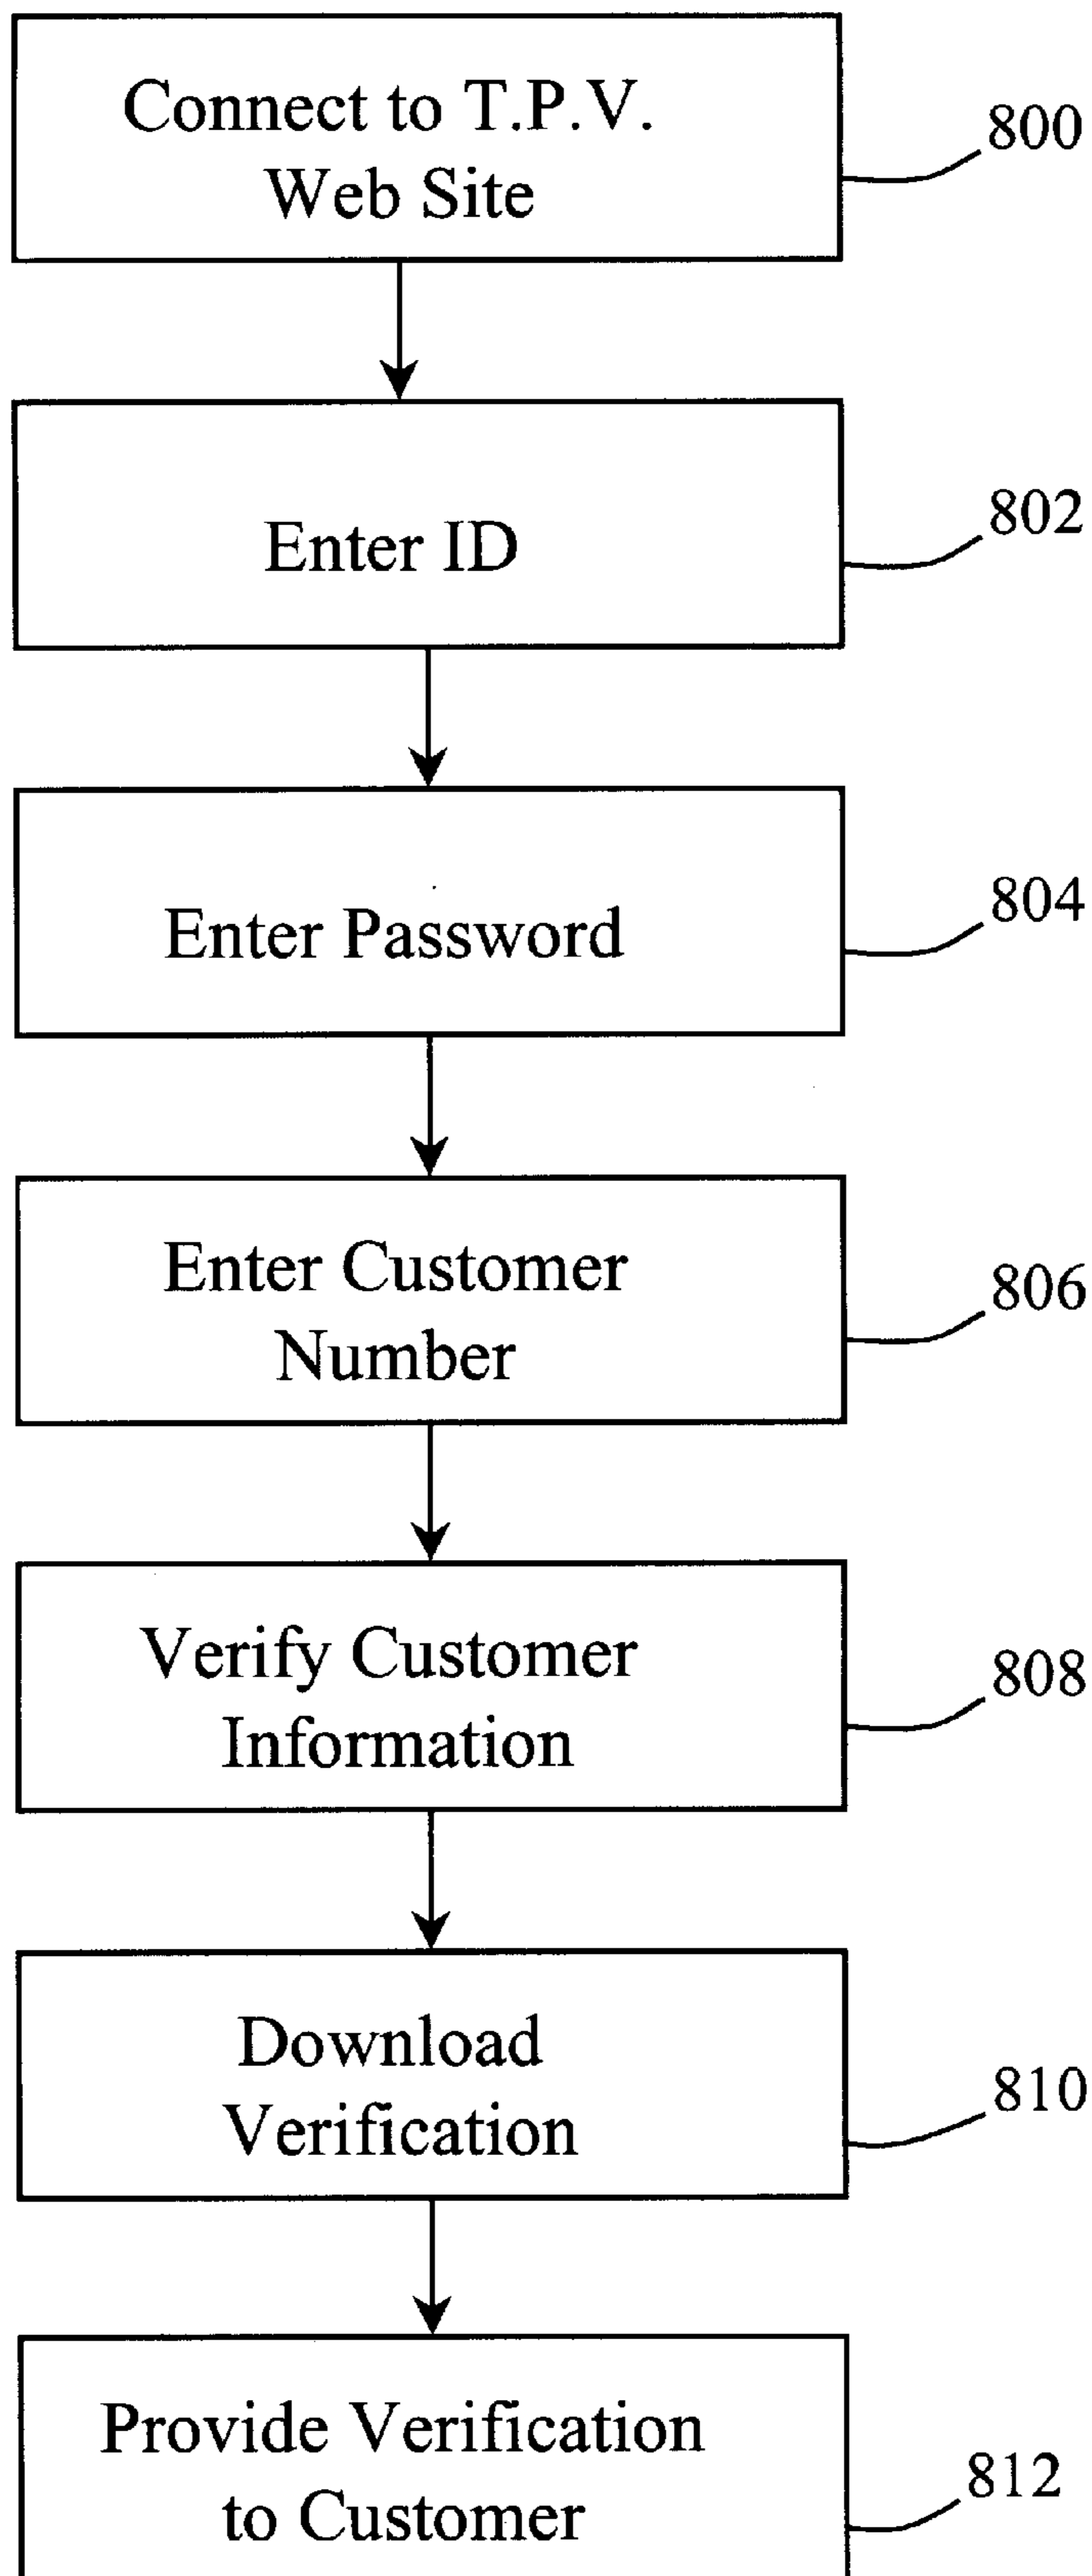 Connect to T.P.V.
Web Site
800
Enter ID
802
Enter Password
804
Enter Customer
Number
806
Verify Customer
Information
808
Download
Verification
810
Provide Verification
to Customer
812